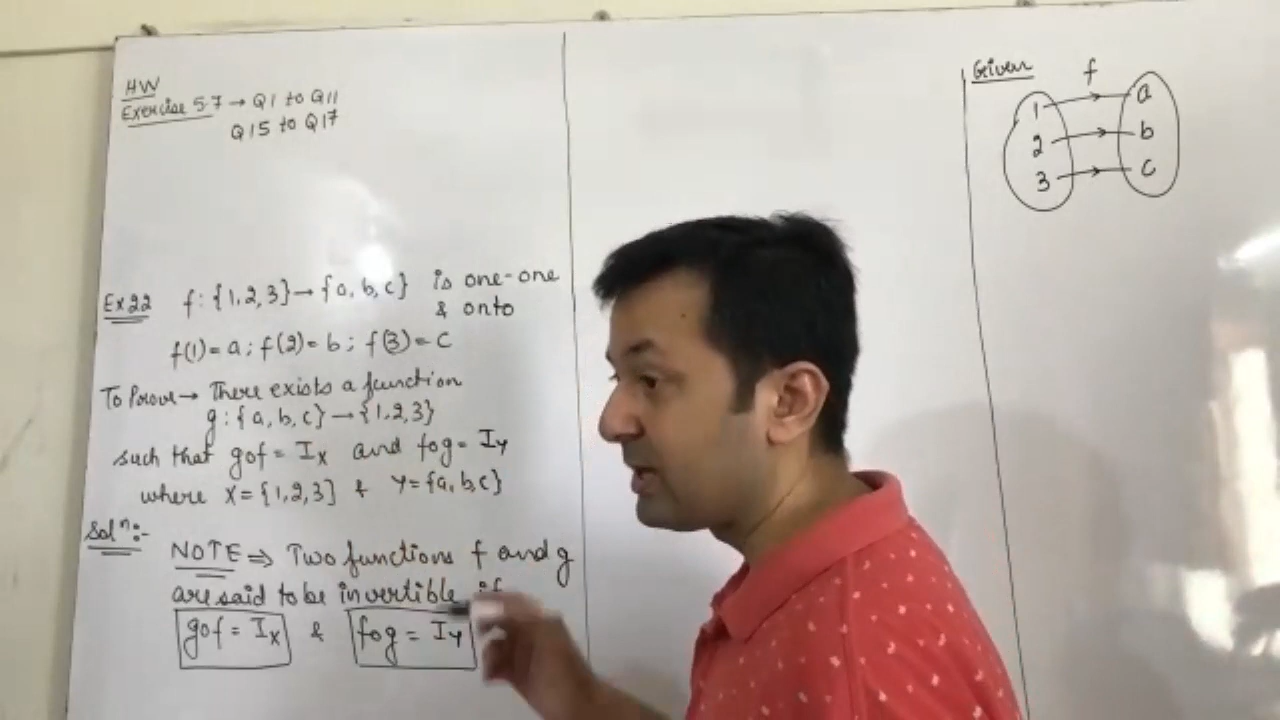 HW
Exercise 5.7 → Q1 to Q11
Q15 to Q17
Ex 22 f : {1, 2, 3} → {a, b, c} is one-one
& onto
f(1) = a ; f(2) = b ; f(3) = c
To Prove → There exists a function
g : {a, b, c} → {1, 2, 3}
such that gof = Ix and fog = Iy
where X = {1, 2, 3} & Y = {a, b, c}
Solⁿ:-
NOTE ⇒ Two functions f and g
are said to be invertible if
gof = Ix & fog = Iy
Given f
1 a
2 b
3 c